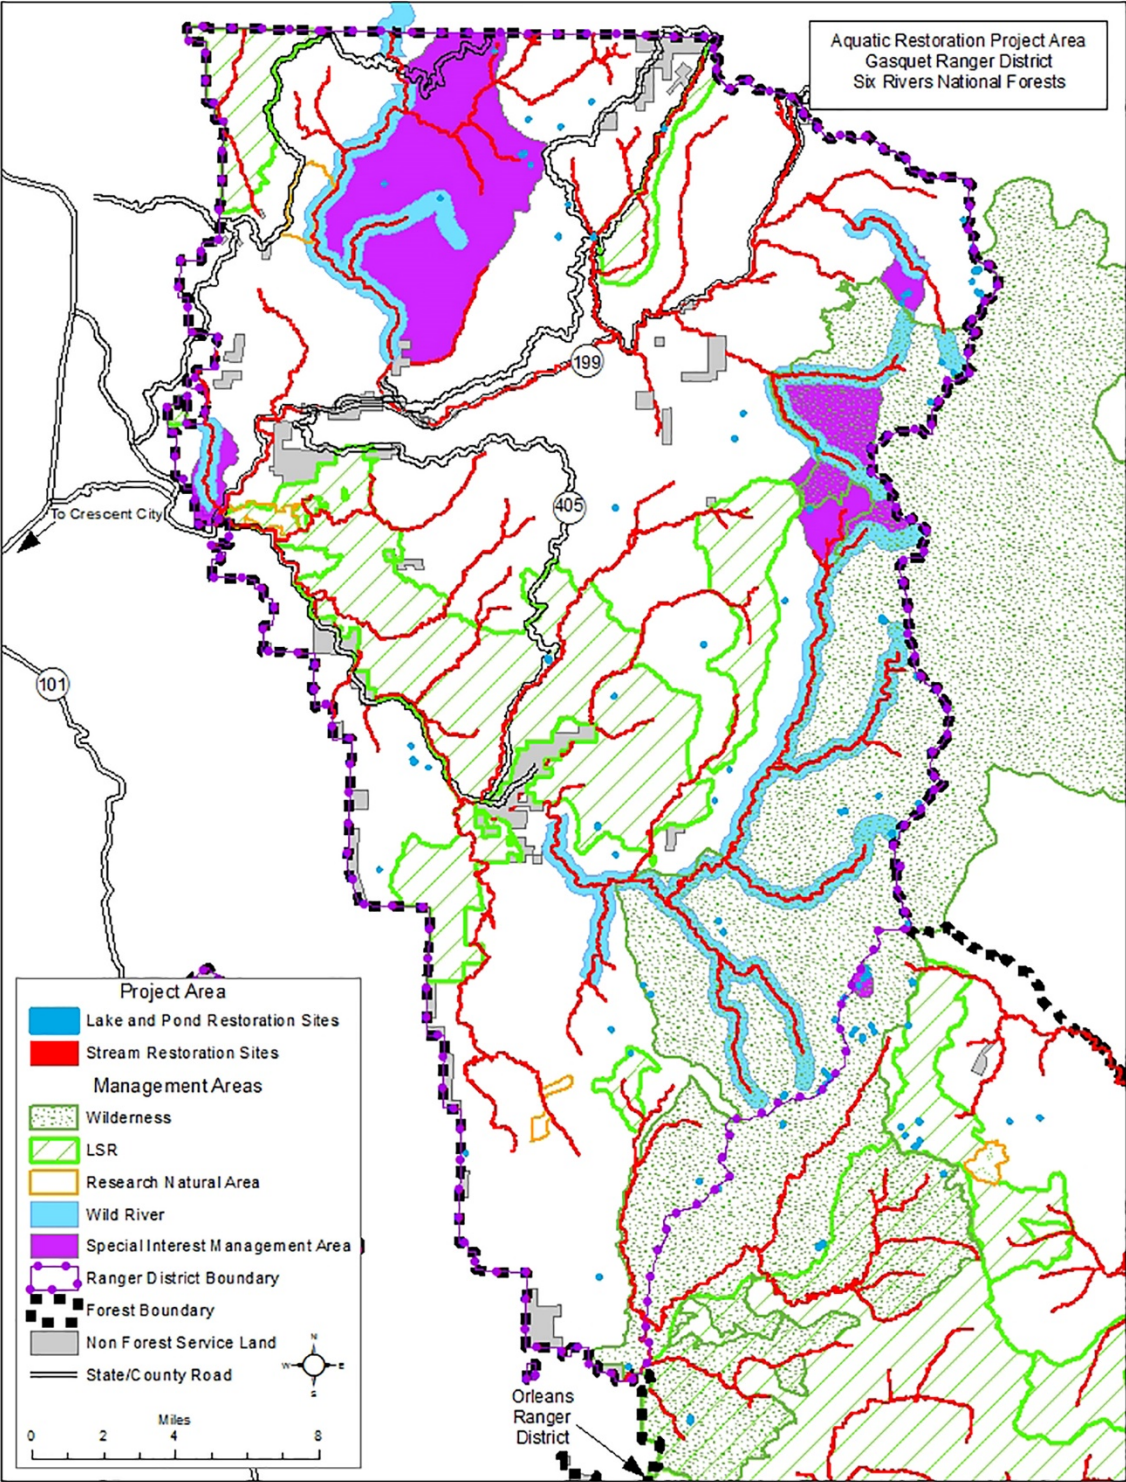 Aquatic Restoration Project Area
Gasquet Ranger District
Six Rivers National Forests
199
405
To Crescent City
101
Project Area
Lake and Pond Restoration Sites
Stream Restoration Sites
Management Areas
Wilderness
LSR
Research Natural Area
Wild River
Special Interest Management Area
Ranger District Boundary
Forest Boundary
Non Forest Service Land
State/County Road
N
W E
S
Miles
0 2 4 8
Orleans
Ranger
District